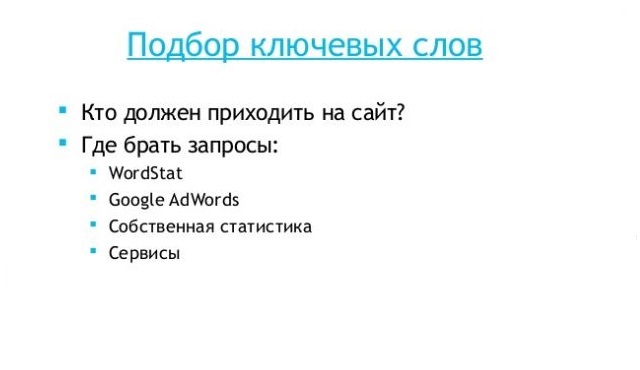 Подбор ключевых слов
Кто должен приходить на сайт?
Где брать запросы:
WordStat
Google AdWords
Собственная статистика
Сервисы